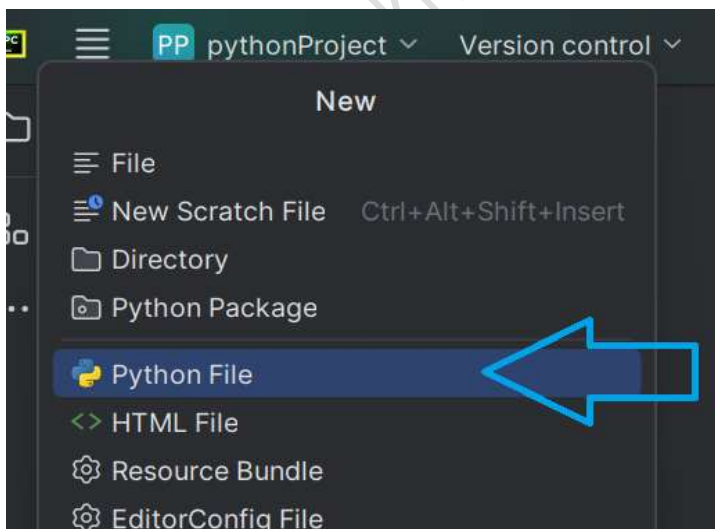 PC PP pythonProject Version control
New
File
New Scratch File Ctrl+Alt+Shift+Insert
Directory
Python Package
Python File
<> HTML File
Resource Bundle
EditorConfig File